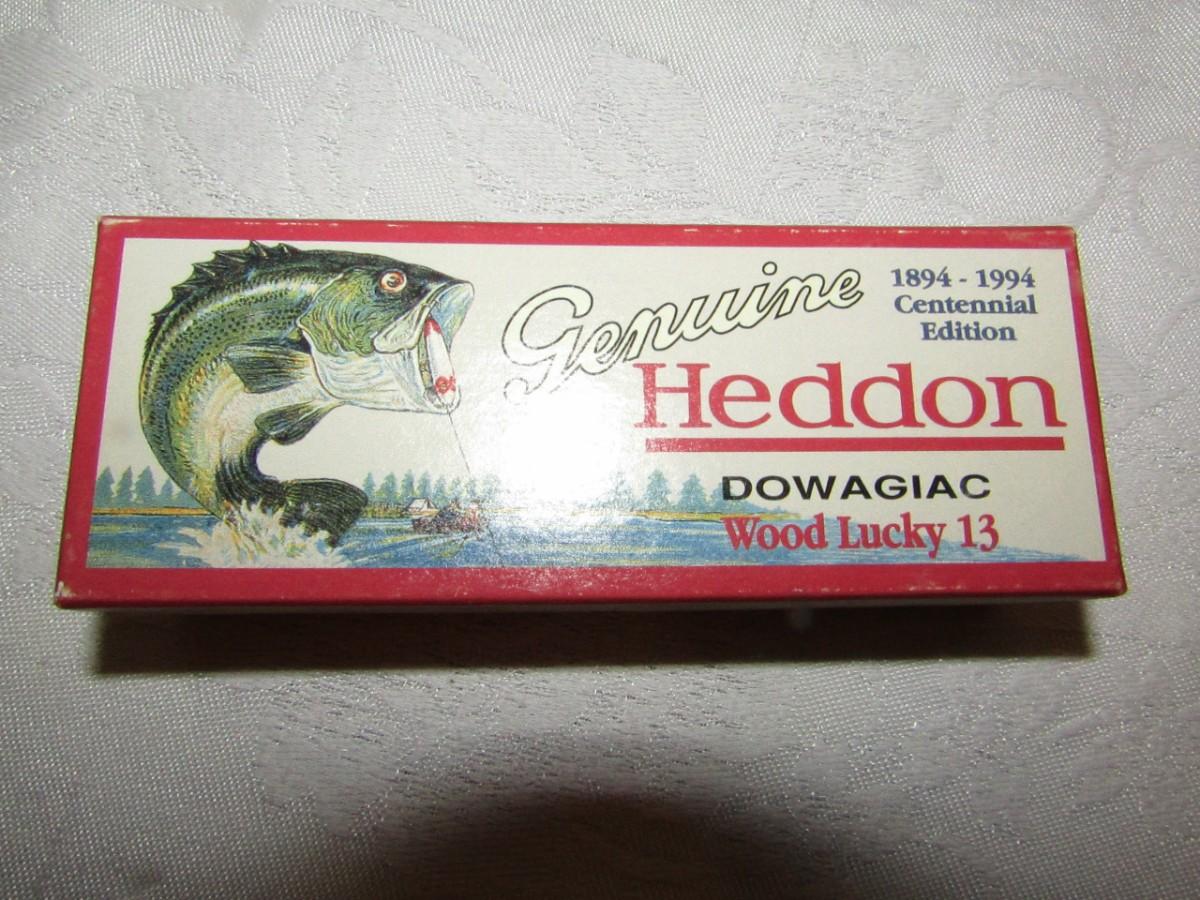 Genuine
1894 - 1994
Centennial
Edition
Heddon
DOWAGIAC
Wood Lucky 13